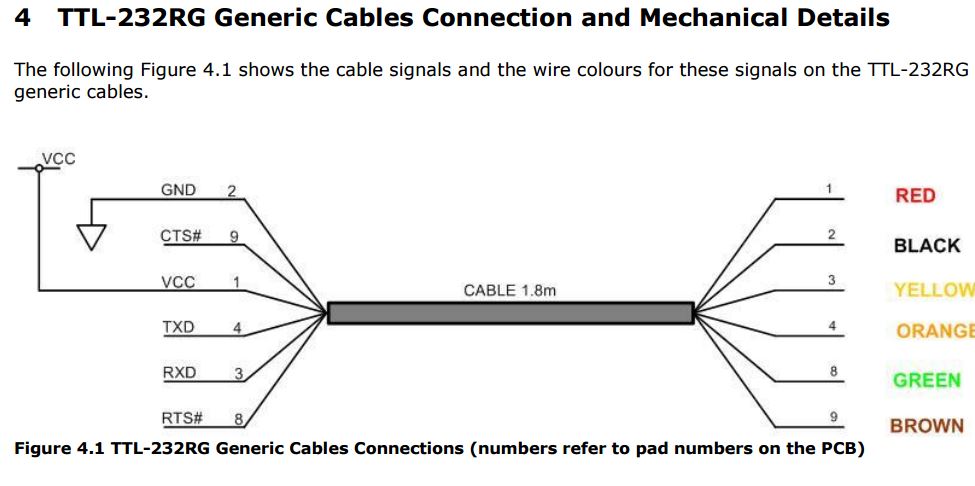 4 TTL-232RG Generic Cables Connection and Mechanical Details
The following Figure 4.1 shows the cable signals and the wire colours for these signals on the TTL-232RG
generic cables.
VCC
GND 2
CTS# 9
VCC 1
TXD 4
RXD 3
RTS# 8
CABLE 1.8m
1 RED
2 BLACK
3 YELLOW
4 ORANGE
8 GREEN
9 BROWN
Figure 4.1 TTL-232RG Generic Cables Connections (numbers refer to pad numbers on the PCB)